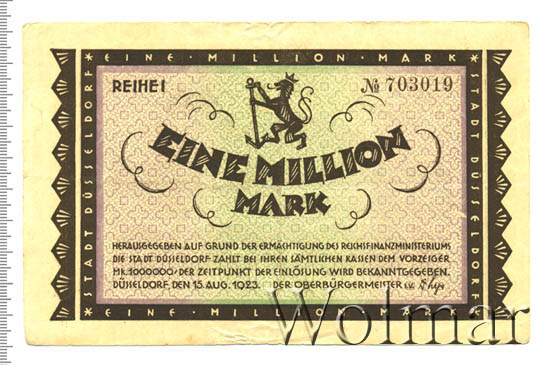 * EINE * MILLION * MARK *
STADT DÜSSELDORF
REIHE I
№ 703019
EINE MILLION
MARK
HERAUSGEGEBEN AUF GRUND DER ERMÄCHTIGUNG DES REICHSFINANZMINISTERIUMS
DIE STADT DÜSSELDORF ZAHLT BEI IHREN SÄMTLICHEN KASSEN DEM VORZEIGER
MK. 1000000/ DER ZEITPUNKT DER EINLÖSUNG WIRD BEKANNTGEGEBEN.
DÜSSELDORF, DEN 15. AUG. 1923. DER OBERBÜRGERMEISTER I.V.
STADT DÜSSELDORF
* EINE * MILLION * MARK *
Wolmar